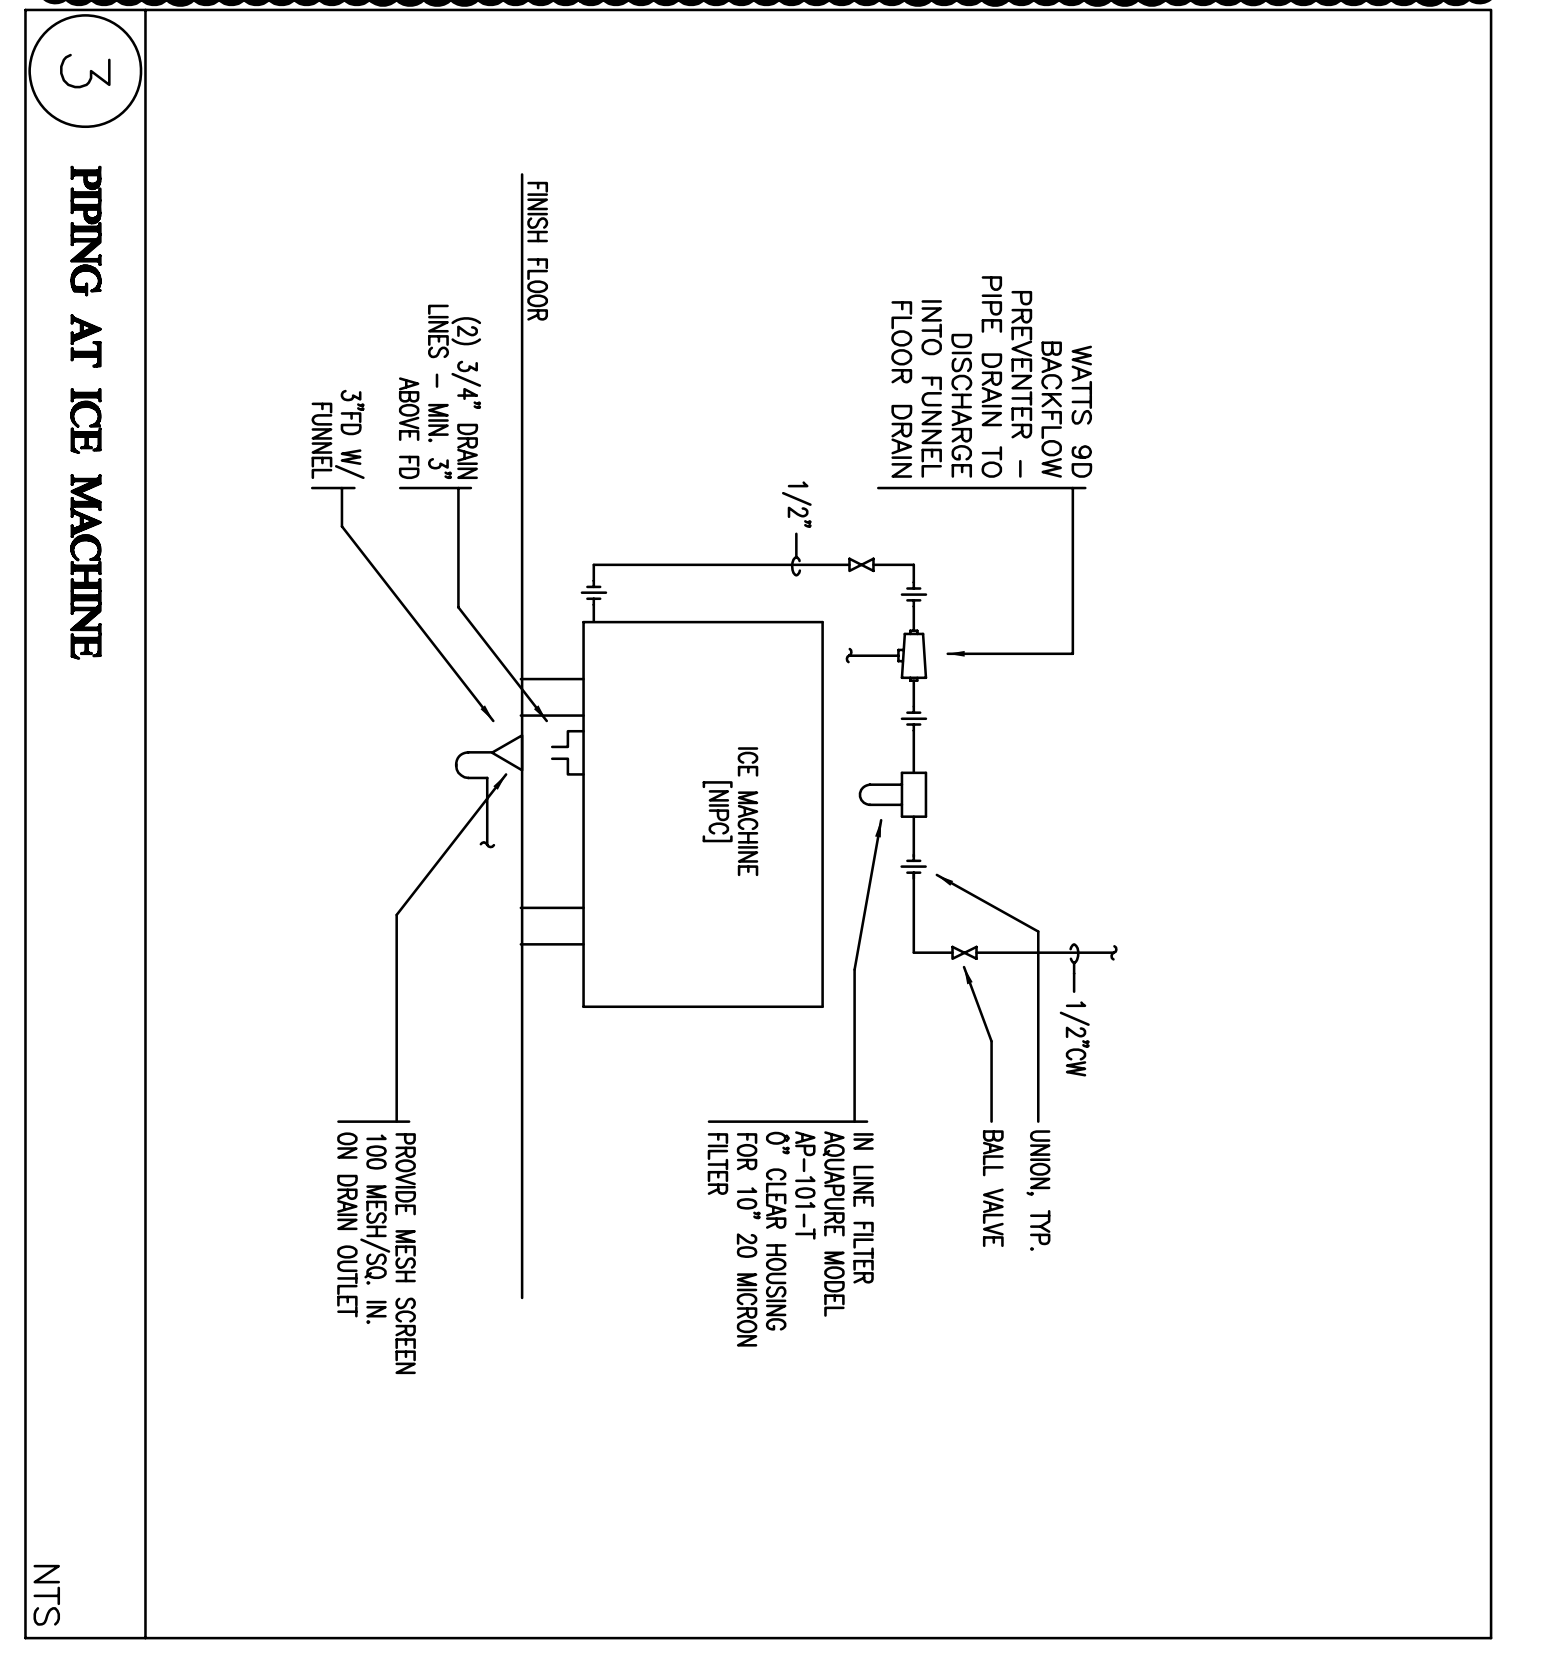 WATTS 9D
BACKFLOW
PREVENTER –
PIPE DRAIN TO
DISCHARGE
INTO FUNNEL
FLOOR DRAIN
1/2"
1/2"CW
UNION, TYP.
BALL VALVE
IN LINE FILTER
AQUAPURE MODEL
AP-101-T
0" CLEAR HOUSING
FOR 10" 20 MICRON
FILTER
ICE MACHINE
[NIPC]
FINISH FLOOR
(2) 3/4" DRAIN
LINES – MIN. 3"
ABOVE FD
3"FD W/
FUNNEL
PROVIDE MESH SCREEN
100 MESH/SQ. IN.
ON DRAIN OUTLET
3
PIPING AT ICE MACHINE
NTS